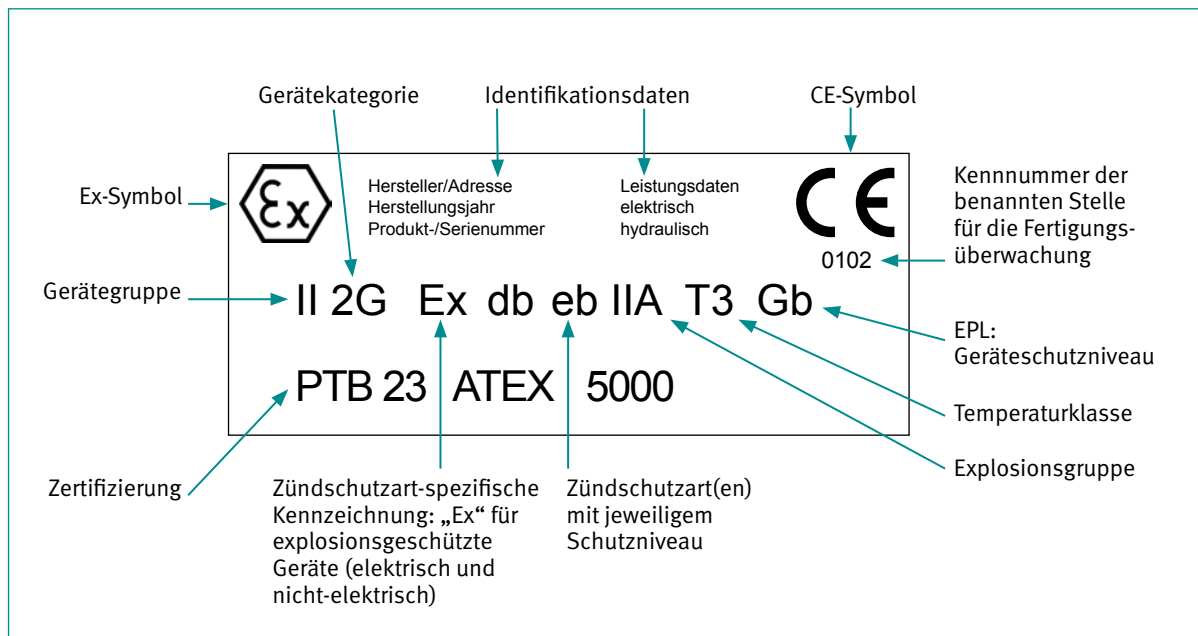 Gerätekategorie
Identifikationsdaten
CE-Symbol
Ex-Symbol
Ex
Hersteller/Adresse
Herstellungsjahr
Produkt-/Serienummer
Leistungsdaten
elektrisch
hydraulisch
CE
0102
Kennnummer der
benannten Stelle
für die Fertigungs-
überwachung
Gerätegruppe
II 2G Ex db eb IIA T3 Gb
EPL:
Geräteschutzniveau
PTB 23 ATEX 5000
Temperaturklasse
Explosionsgruppe
Zertifizierung
Zündschutzart-spezifische
Kennzeichnung: „Ex“ für
explosionsgeschützte
Geräte (elektrisch und
nicht-elektrisch)
Zündschutzart(en)
mit jeweiligem
Schutzniveau